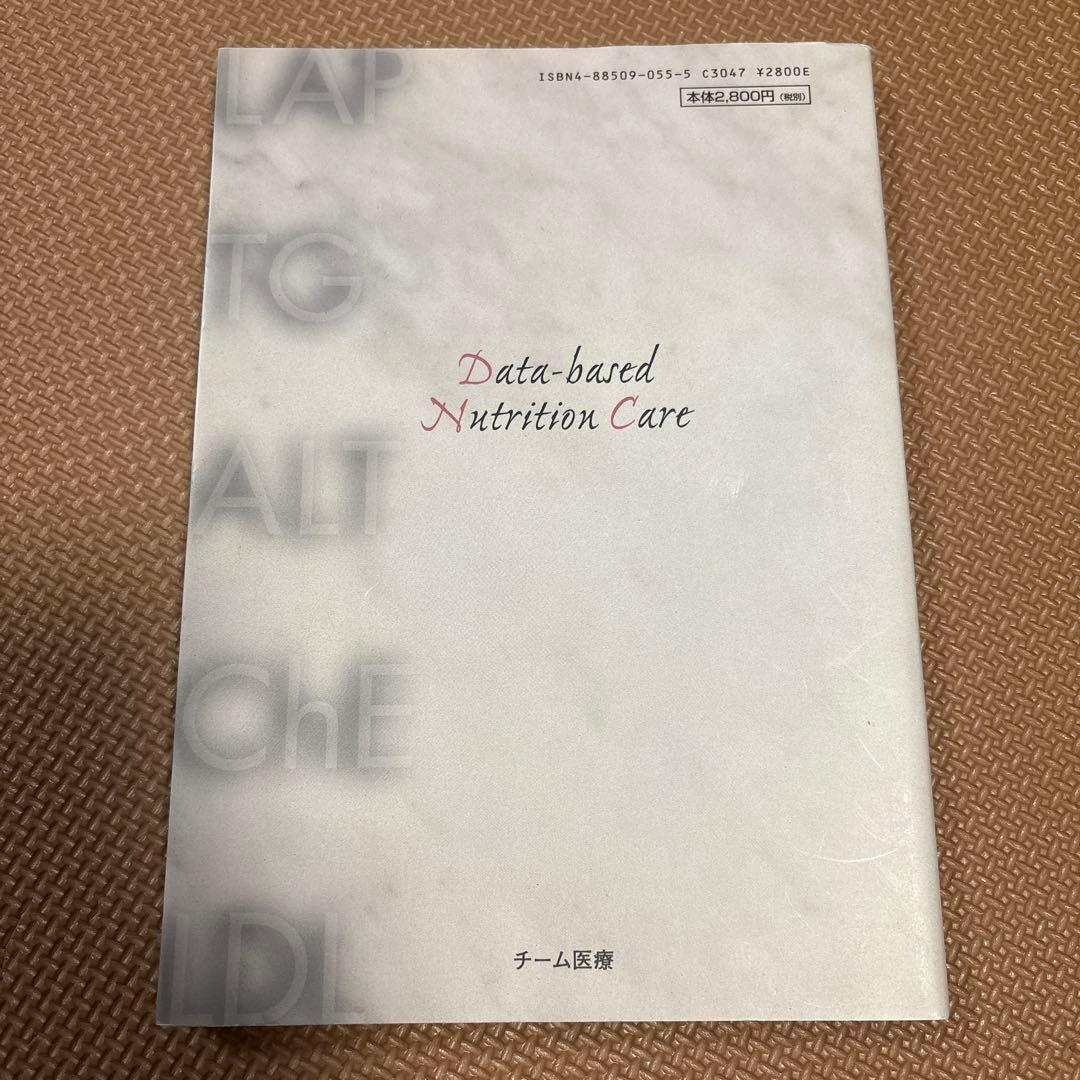 ISBN4-88509-055-5 C3047 ¥2800E
本体2,800円（税別）
LAP
TG
Data-based
Nutrition Care
ALT
ChE
LDL
チーム医療